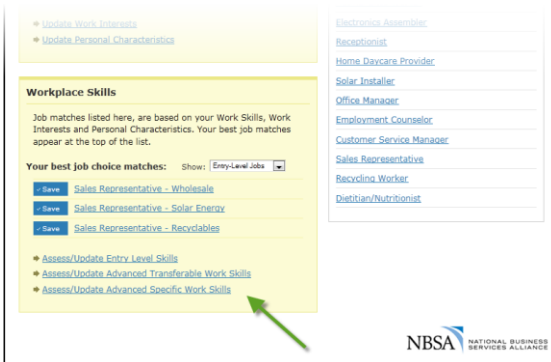 Update Work Interests
Update Personal Characteristics
Workplace Skills
Job matches listed here, are based on your Work Skills, Work
Interests and Personal Characteristics. Your best job matches
appear at the top of the list.
Your best job choice matches: Show: Entry-Level Jobs
Save Sales Representative - Wholesale
Save Sales Representative - Solar Energy
Save Sales Representative - Recyclables
Assess/Update Entry Level Skills
Assess/Update Advanced Transferable Work Skills
Assess/Update Advanced Specific Work Skills
Electronics Assembler
Receptionist
Home Daycare Provider
Solar Installer
Office Manager
Employment Counselor
Customer Service Manager
Sales Representative
Recycling Worker
Dietitian/Nutritionist
NBSA NATIONAL BUSINESS
SERVICES ALLIANCE